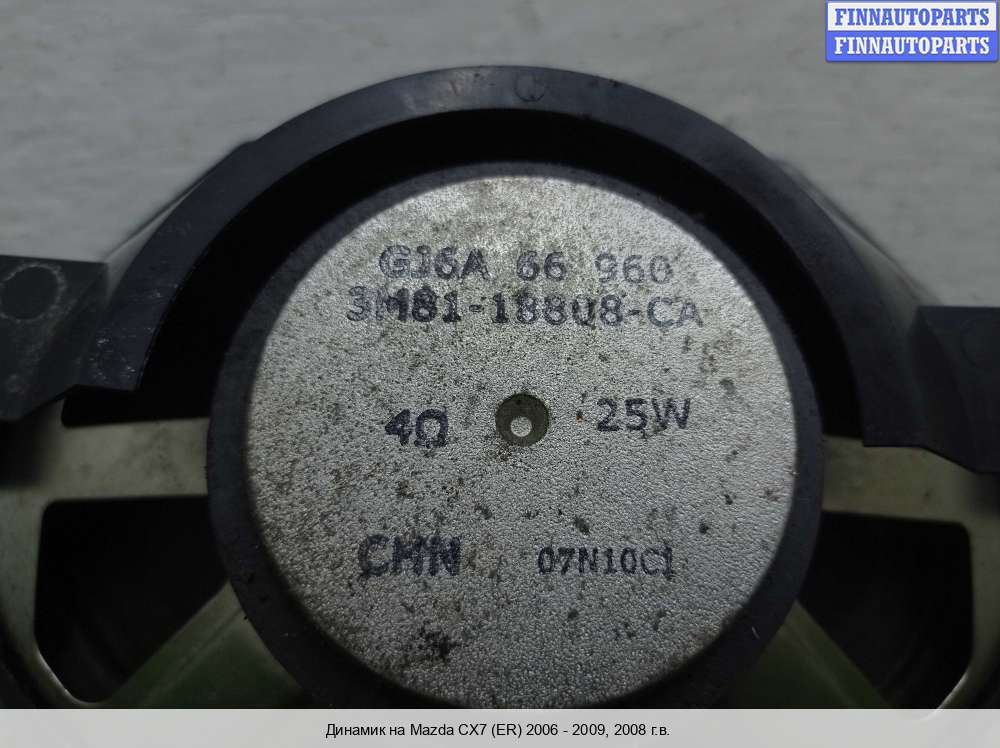 FINNAUTOPARTS
FINNAUTOPARTS
GJ6A 66 960
3M81-18808-CA
4Ω 25W
CHN 07N10C1
Динамик на Mazda CX7 (ER) 2006 - 2009, 2008 г.в.